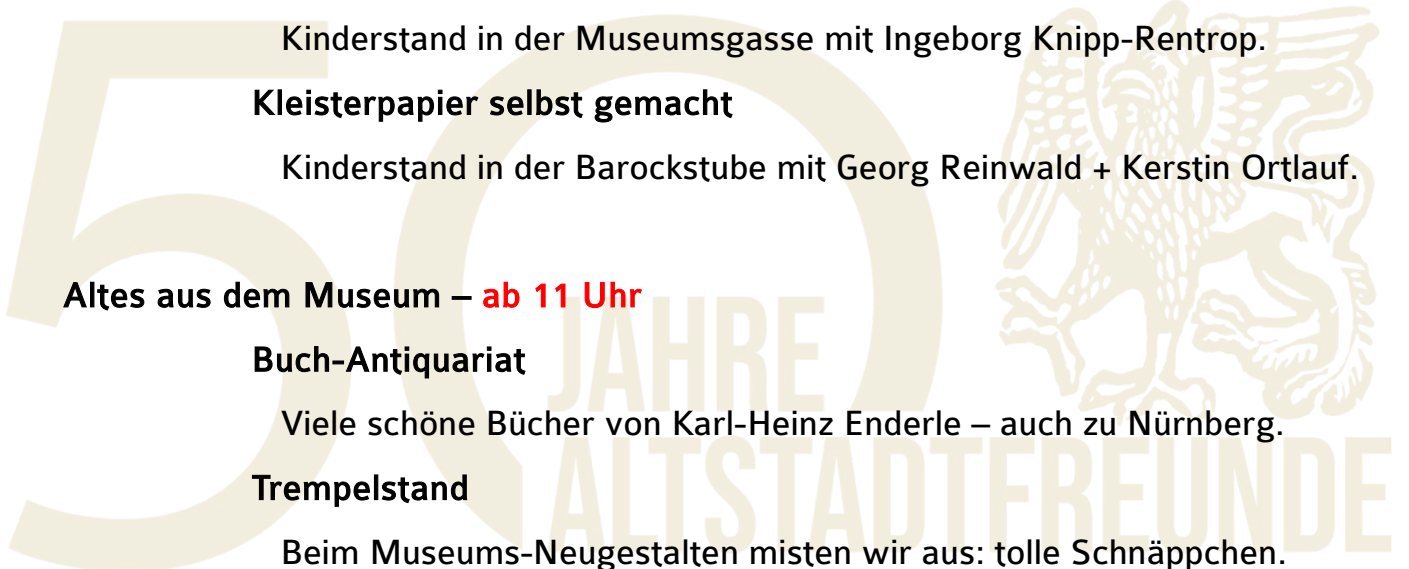 Kinderstand in der Museumsgasse mit Ingeborg Knipp-Rentrop.
Kleisterpapier selbst gemacht
Kinderstand in der Barockstube mit Georg Reinwald + Kerstin Ortlauf.
Altes aus dem Museum – ab 11 Uhr
Buch-Antiquariat
Viele schöne Bücher von Karl-Heinz Enderle – auch zu Nürnberg.
Trempelstand
Beim Museums-Neugestalten misten wir aus: tolle Schnäppchen.
50
JAHRE
ALTSTADTFREUNDE